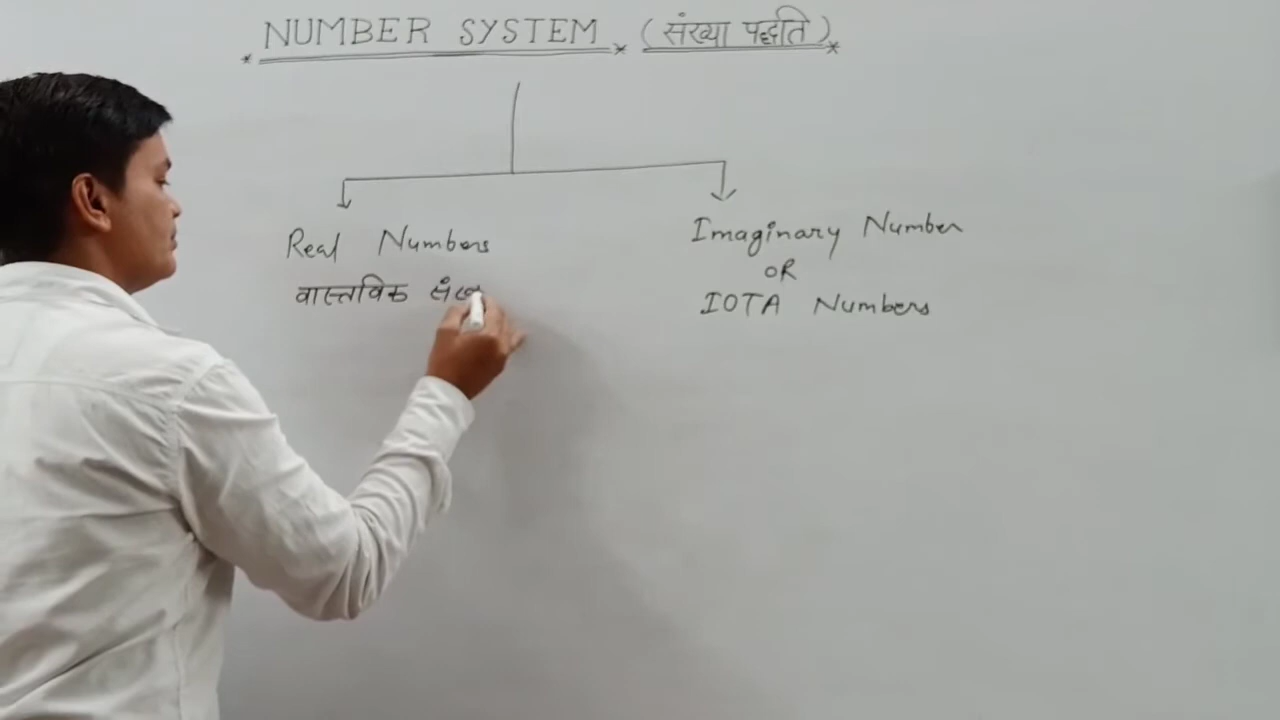 * NUMBER SYSTEM * (संख्या पद्धति) *
Real Numbers
वास्तविक
Imaginary Number
OR
IOTA Numbers